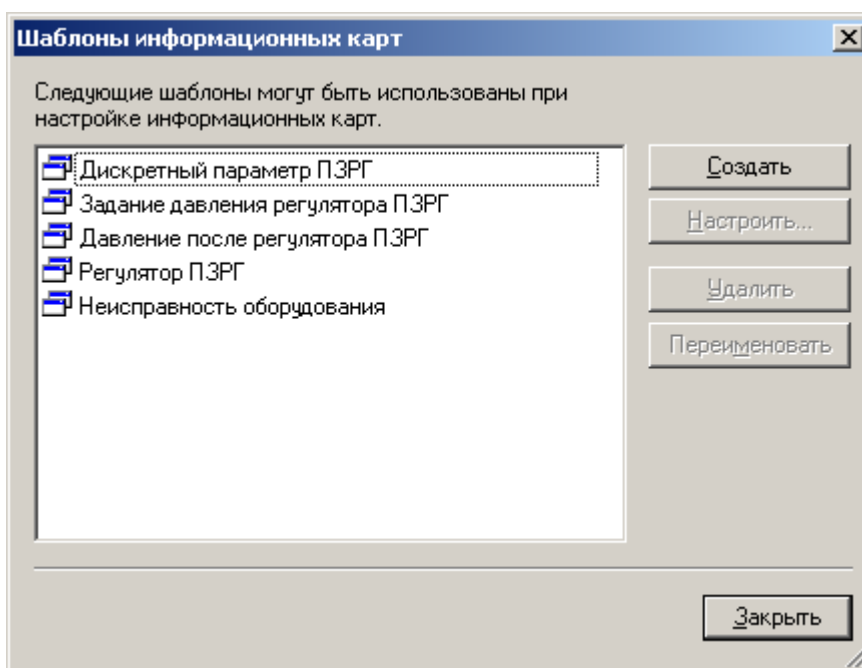 Шаблоны информационных карт
Следующие шаблоны могут быть использованы при
настройке информационных карт.
Дискретный параметр ПЗРГ
Задание давления регулятора ПЗРГ
Давление после регулятора ПЗРГ
Регулятор ПЗРГ
Неисправность оборудования
Создать
Настроить...
Удалить
Переименовать
Закрыть